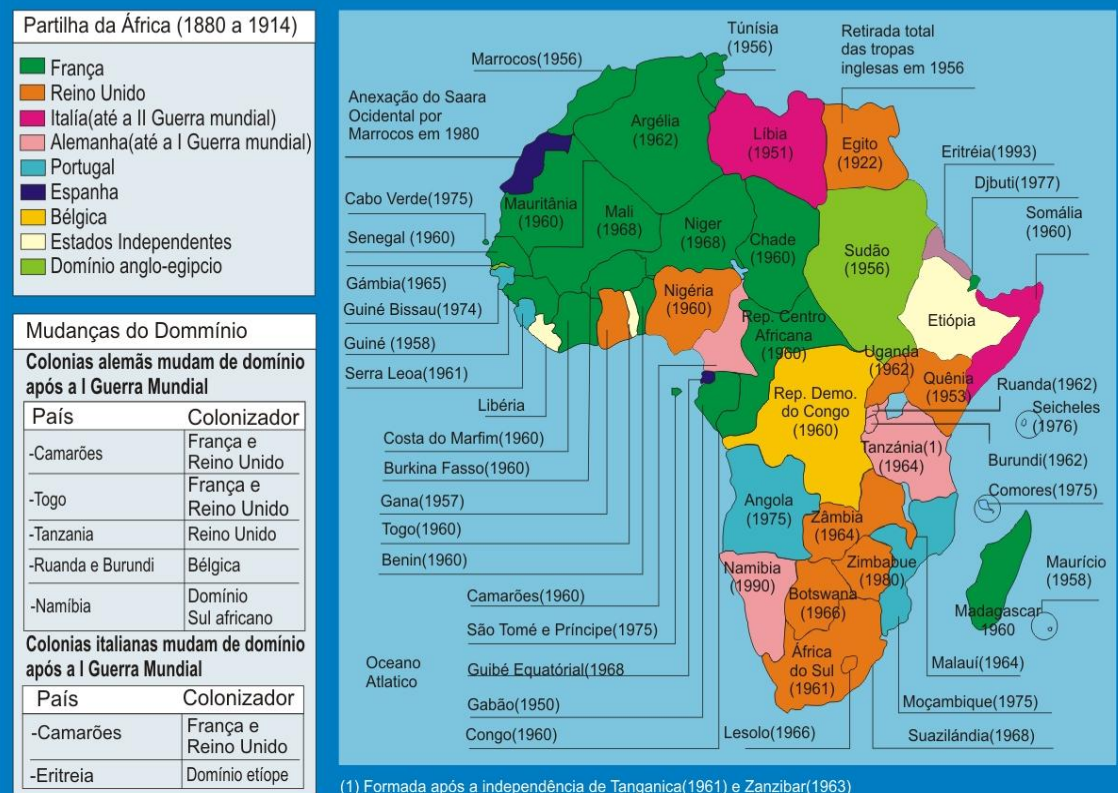 Partilha da África (1880 a 1914)
França
Reino Unido
Italía(até a II Guerra mundial)
Alemanha(até a I Guerra mundial)
Portugal
Espanha
Bélgica
Estados Independentes
Domínio anglo-egipcio
Mudanças do Dommínio
Colonias alemãs mudam de domínio
após a I Guerra Mundial
País Colonizador
-Camarões França e
Reino Unido
-Togo França e
Reino Unido
-Tanzania Reino Unido
-Ruanda e Burundi Bélgica
-Namíbia Domínio
Sul africano
Colonias italianas mudam de domínio
após a I Guerra Mundial
País Colonizador
-Camarões França e
Reino Unido
-Eritreia Domínio etíope
Marrocos(1956)
Túnísia
(1956)
Retirada total
das tropas
inglesas em 1956
Anexação do Saara
Ocidental por
Marrocos em 1980
Argélia
(1962)
Líbia
(1951)
Egito
(1922)
Eritréia(1993)
Djbuti(1977)
Somália
(1960)
Cabo Verde(1975)
Senegal (1960)
Gámbia(1965)
Guiné Bissau(1974)
Guiné (1958)
Serra Leoa(1961)
Libéria
Costa do Marfim(1960)
Burkina Fasso(1960)
Gana(1957)
Togo(1960)
Benin(1960)
Camarões(1960)
São Tomé e Príncipe(1975)
Guibé Equatórial(1968
Gabão(1950)
Congo(1960)
Mauritânia
(1960)
Mali
(1968)
Niger
(1968)
Chade
(1960)
Sudão
(1956)
Nigéria
(1960)
Rep. Centro
Africana
(1960)
Etiópia
Uganda
(1962)
Quênia
(1953)
Ruanda(1962)
Seicheles
(1976)
Rep. Demo.
do Congo
(1960)
Tanzánia(1)
(1964)
Burundi(1962)
Comores(1975)
Angola
(1975)
Zâmbia
(1964)
Namibia
(1990)
Zimbabue
(1980)
Botswana
(1966)
Maurício
(1958)
Madagascar
1960
África
do Sul
(1961)
Malauí(1964)
Moçambique(1975)
Lesolo(1966)
Suazilándia(1968)
Oceano
Atlatico
(1) Formada após a independência de Tanganica(1961) e Zanzibar(1963)